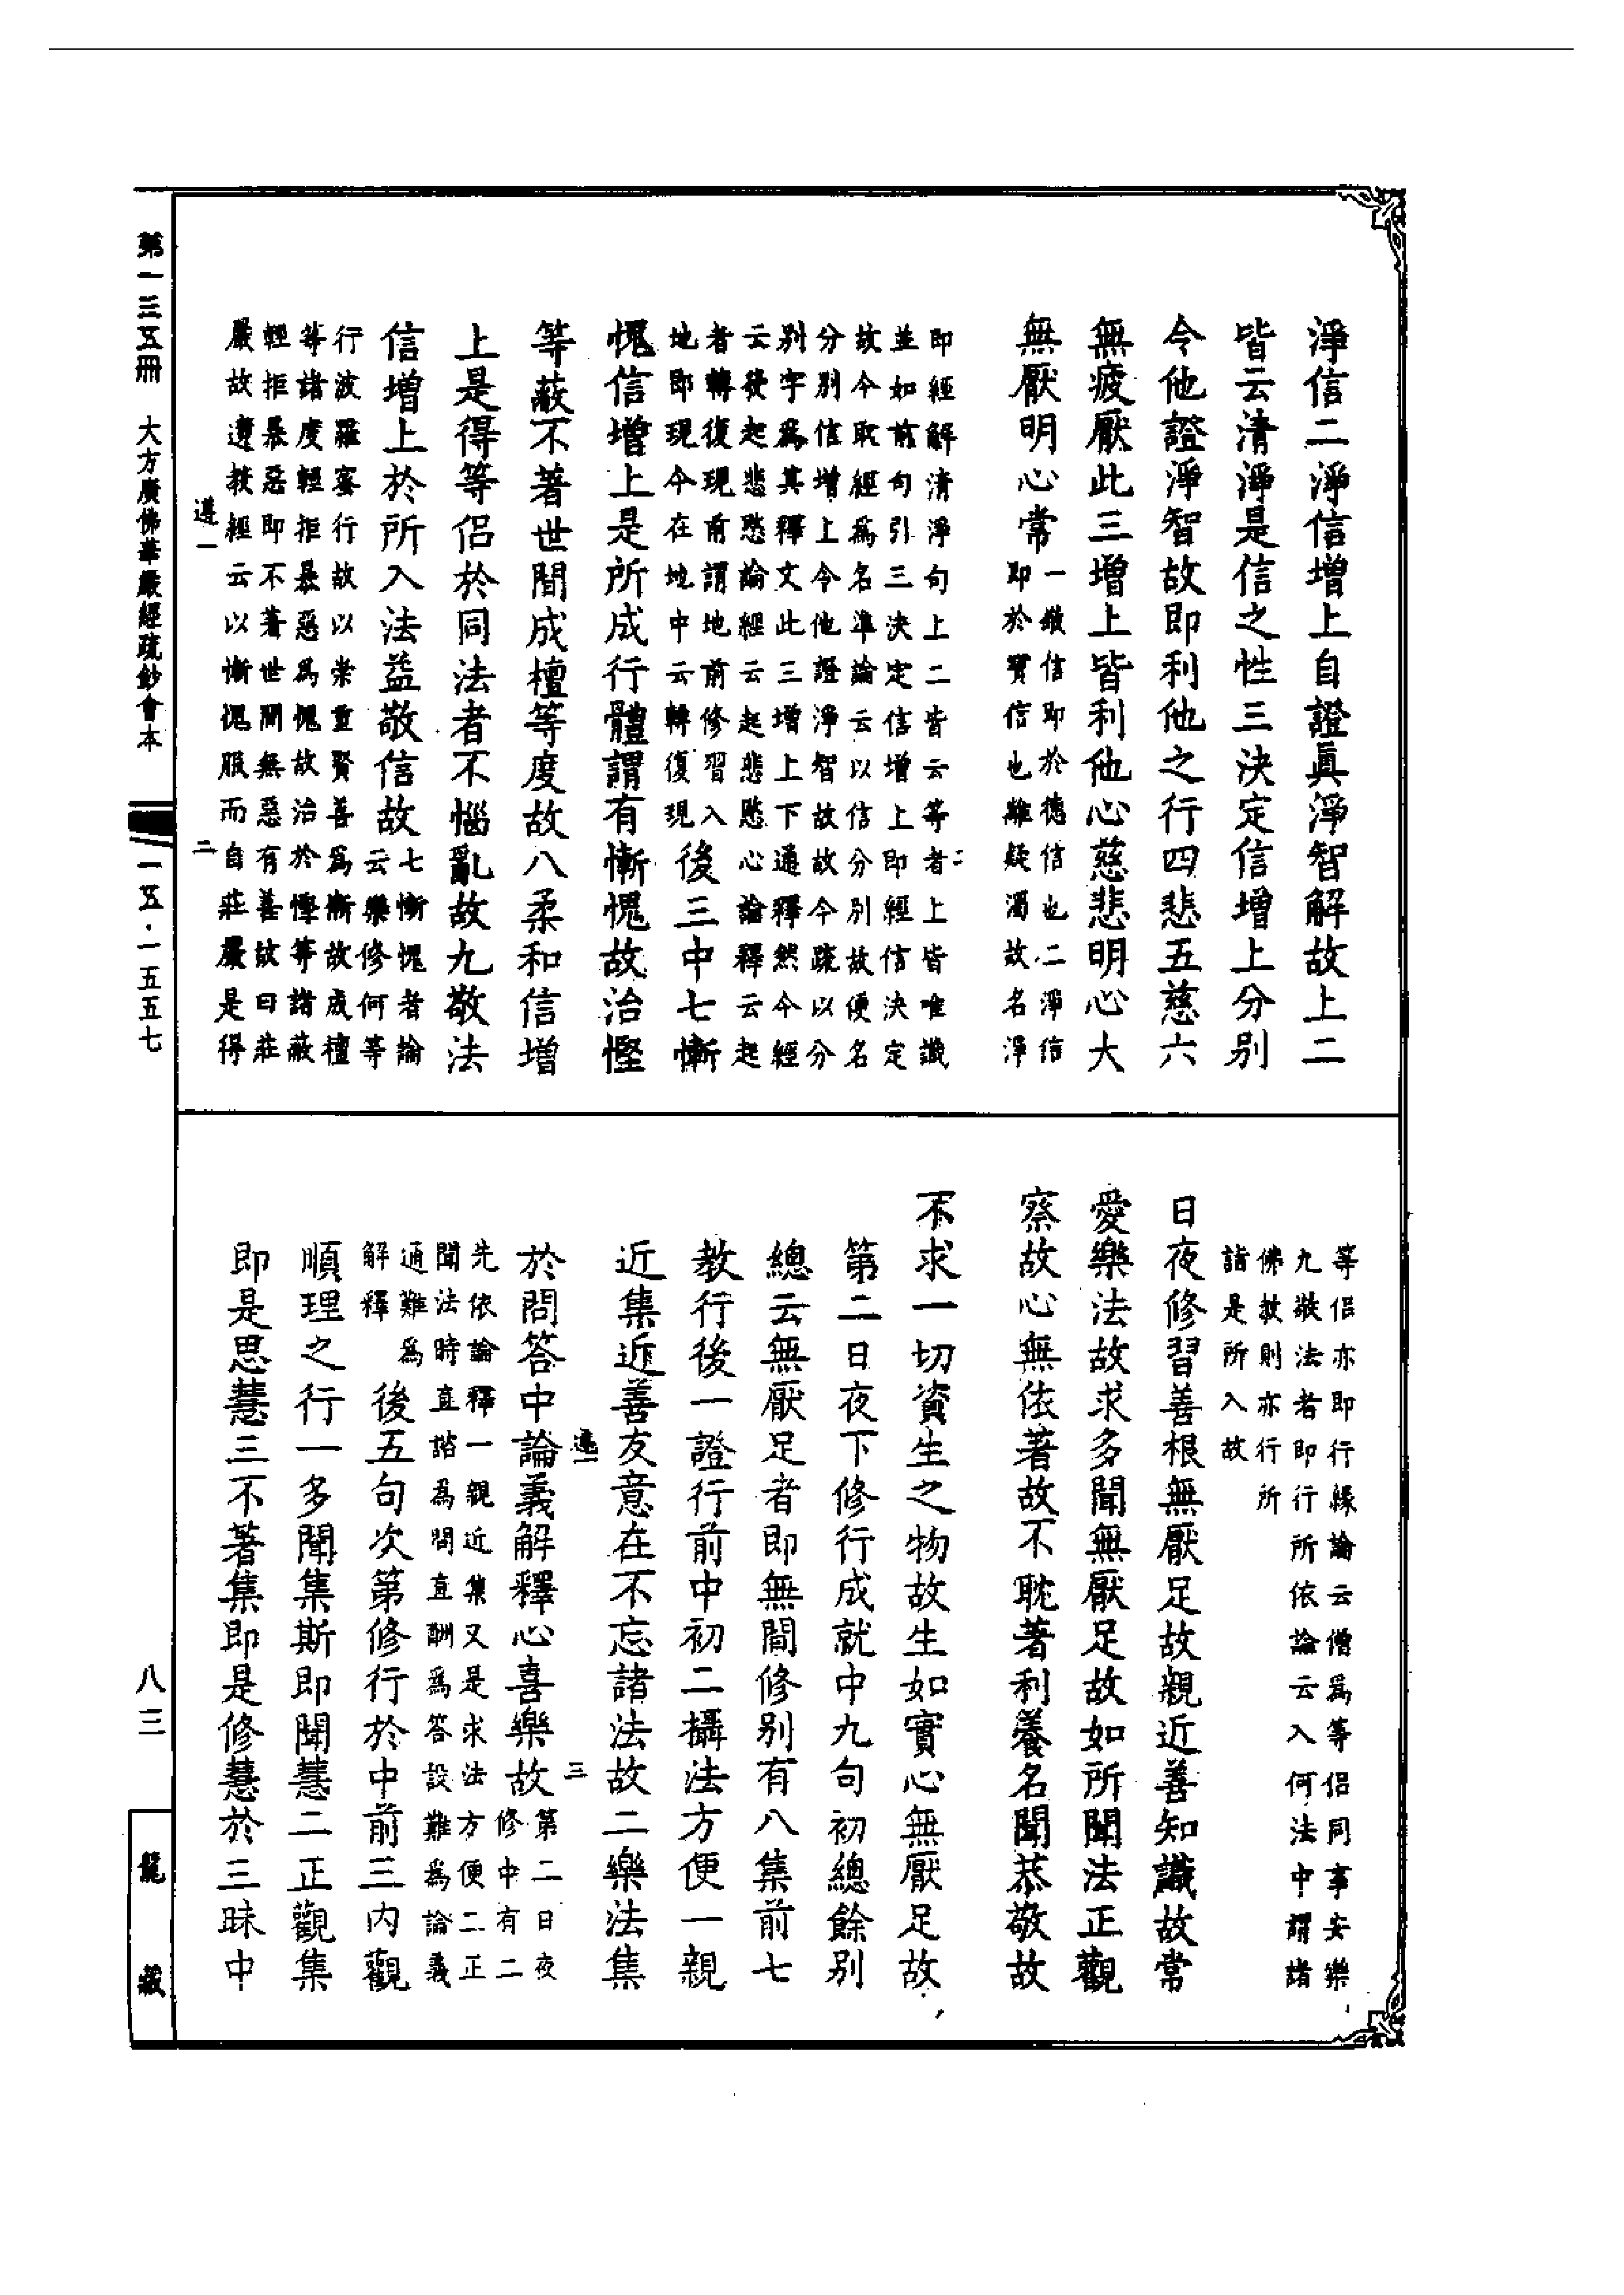 淨信二淨信增上自證眞淨智解故上二
皆云清淨是信之性三決定信增上分別
令他證淨智故即利他之行四悲五慈六
無疲厭此三增上皆利他心慈悲明心大
無厭明心常
一敬信即於德信也二淨信
即於實信也離疑濁故名淨
即經解清淨句上二皆云等者上皆唯識
並如前句引三決定信增上即經信決定
故今取經爲名準論云以信分別故便名
分別信增上令他證淨智故故今疏以分
別字爲其釋文此三增上下通釋然今經
云後起悲愍論經云起悲愍心論釋云起
者轉復現前謂地前修習入
地即現今在地中云轉復現
後三中七慚
愧信增上是所成行體謂有慚愧故治慳
等蔽不著世間成檀等度故八柔和信增
上是得等侶於同法者不惱亂故九敬法
信增上於所入法益敬信故
七慚愧者論
云樂修何等
行波羅蜜行故以崇重賢善爲慚故成檀
等諸度輕拒暴惡爲愧故治於慳等諸蔽
輕拒暴惡即不著世間無惡有善故曰莊
嚴故遺教經云以慚愧服而自莊嚴是得
遵一
二
等侶亦即行緣論云僧爲等侶同事安樂
九敬法者即行所依論云入何法中謂諸
佛教則亦行所
詣是所入故
日夜修習善根無厭足故親近善知識故常
愛樂法故求多聞無厭足故如所聞法正觀
察故心無依著故不耽著利養名聞恭敬故
不求一切資生之物故生如實心無厭足故
第二日夜下修行成就中九句初總餘別
總云無厭足者即無間修別有八集前七
教行後一證行前中初二攝法方便一親
近集近善友意在不忘諸法故二樂法集
於問答中論義解釋心喜樂故
第二日夜
修中有二
先依論釋一親近集又是求法方便二正
聞法時直諮爲問直酬爲答設難爲論義
通難爲
解釋
後五句次第修行於中前三內觀
順理之行一多聞集斯即聞慧二正觀集
即是思慧三不著集即是修慧於三昧中
遵一
三
第一三五冊 大方廣佛華嚴經疏鈔會本
一五·一五五七
八三
龍藏